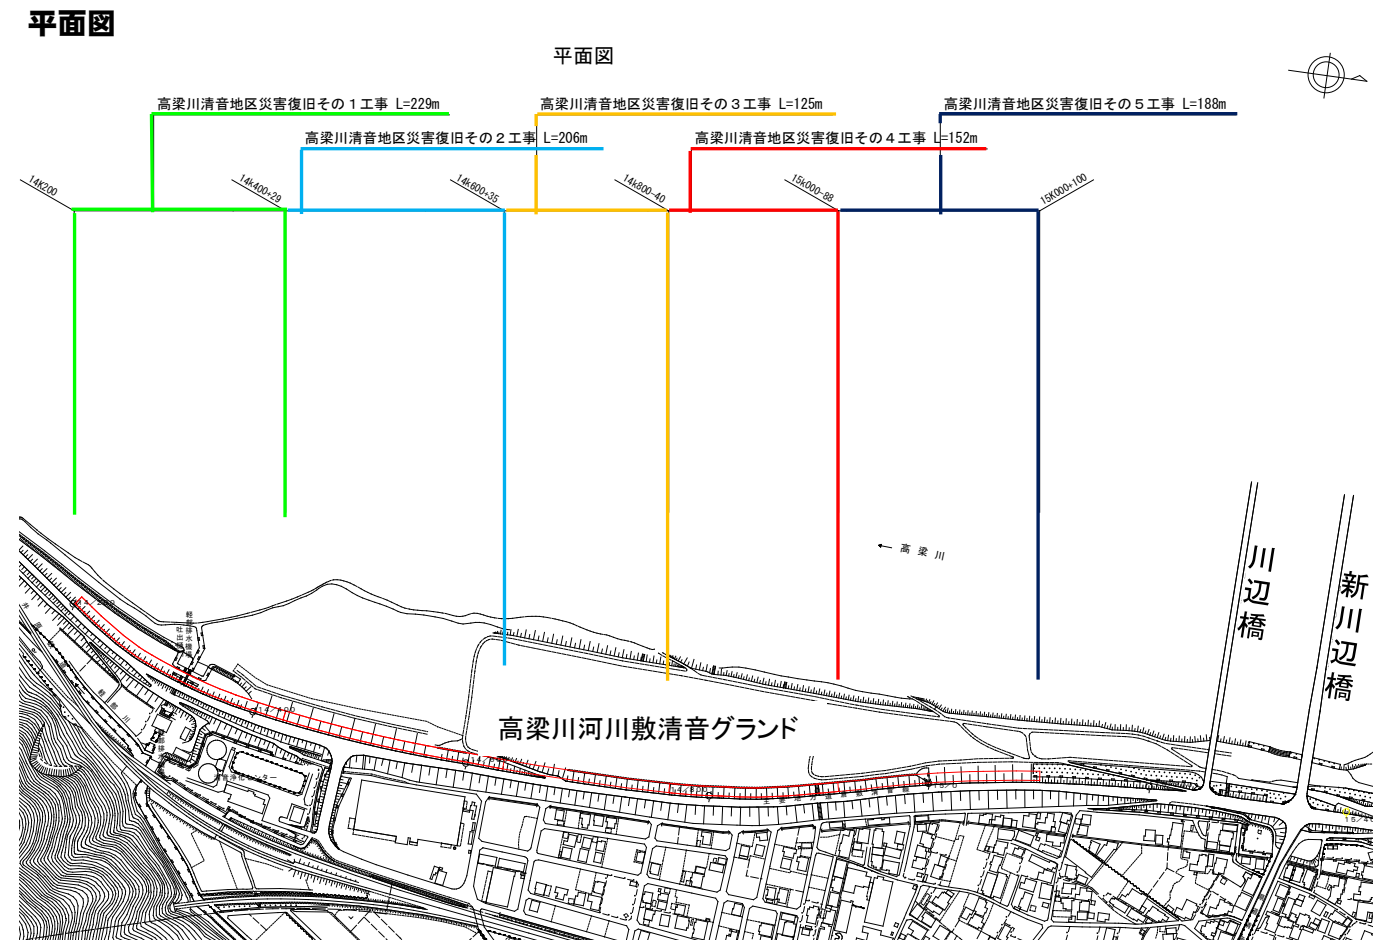 平面図
平面図
高梁川清音地区災害復旧その１工事 L=229m
高梁川清音地区災害復旧その３工事 L=125m
高梁川清音地区災害復旧その５工事 L=188m
高梁川清音地区災害復旧その２工事 L=206m
高梁川清音地区災害復旧その４工事 L=152m
14K200
14k400+29
14k600+35
14k800-40
15k000-88
15K000+100
高梁川
川辺橋
新川辺橋
高梁川河川敷清音グランド